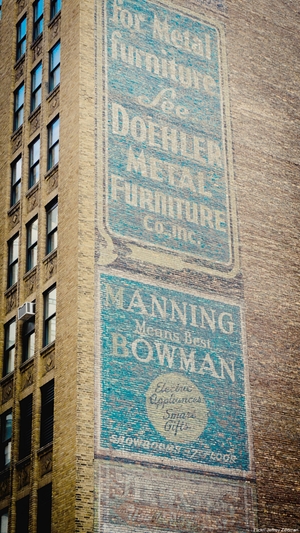 for Metal
furniture
See
DOEHLER
METAL
FURNITURE
Co. Inc.
MANNING
Means Best
BOWMAN
Electric
Appliances
Smart
Gifts
SHOWROOMS - 7th FLOOR